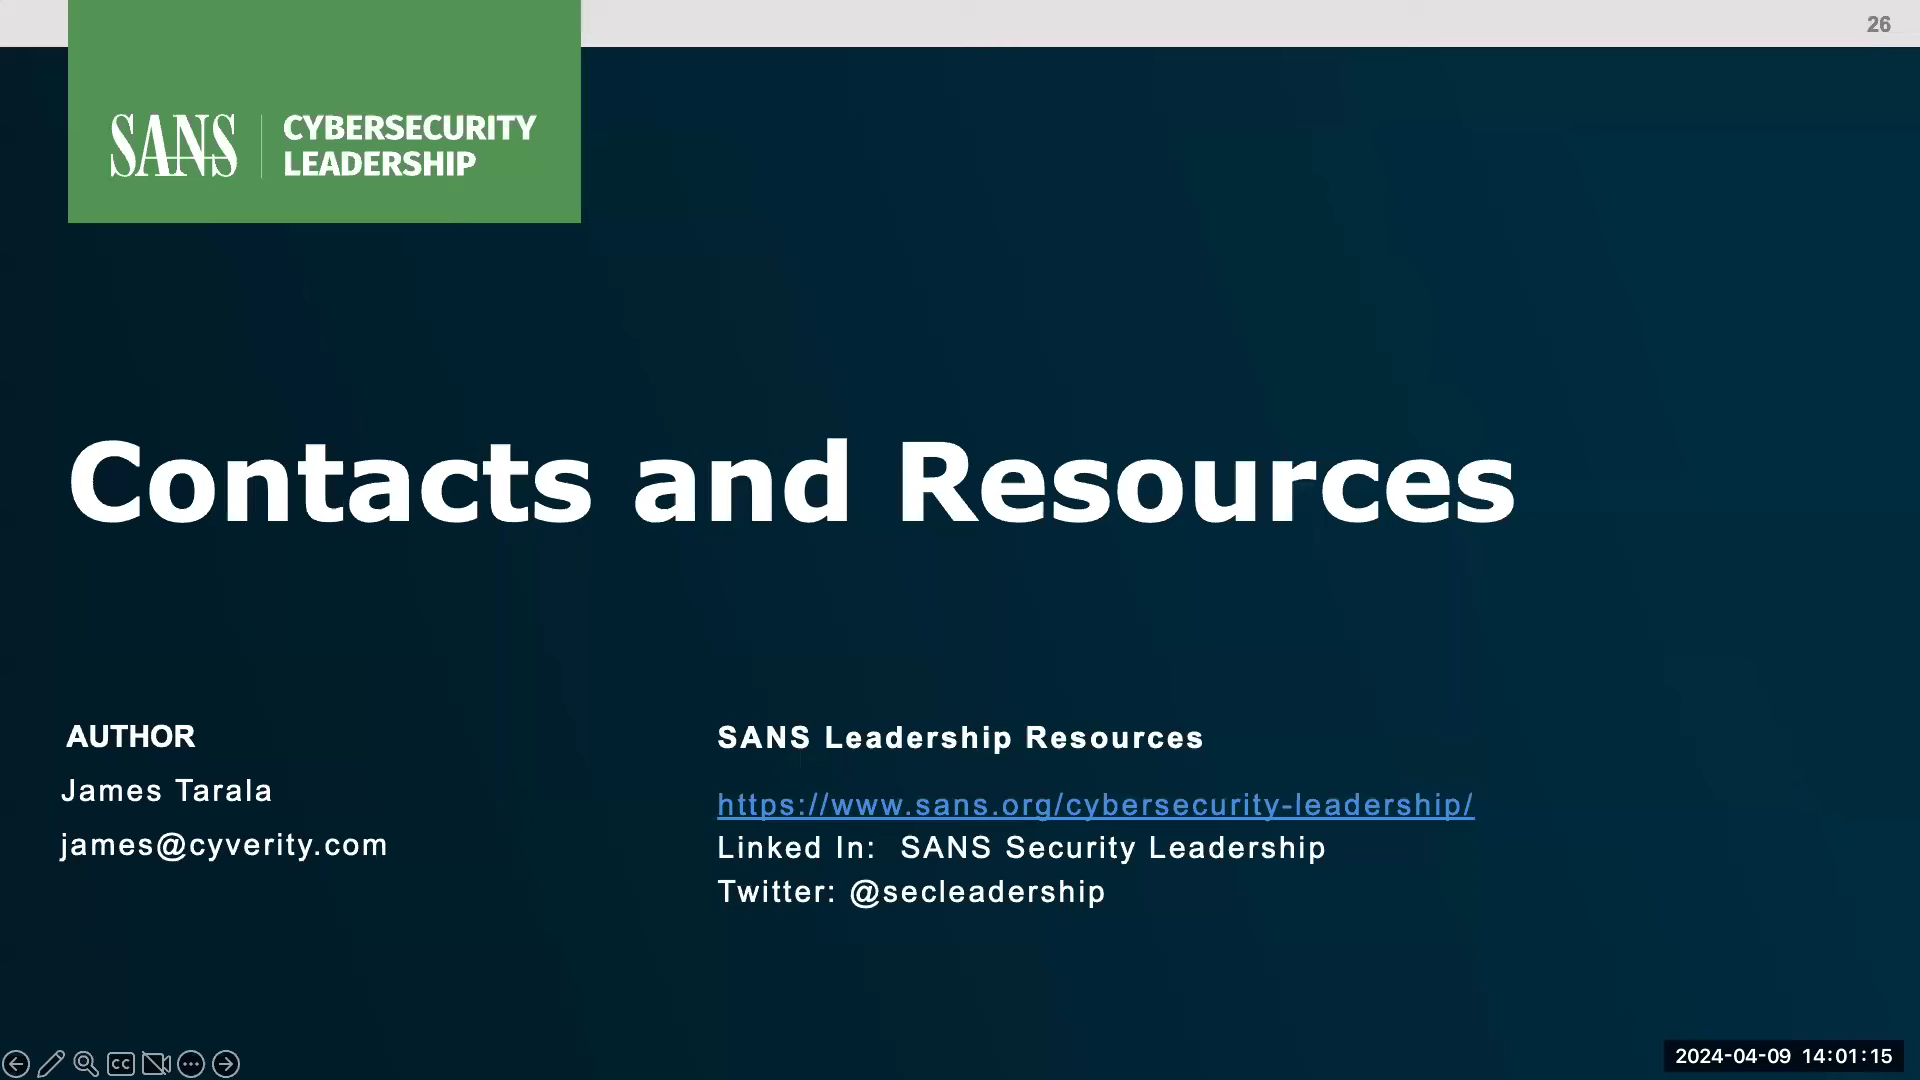 26
SANS | CYBERSECURITY
LEADERSHIP
Contacts and Resources
AUTHOR
James Tarala
james@cyverity.com
SANS Leadership Resources
https://www.sans.org/cybersecurity-leadership/
Linked In:  SANS Security Leadership
Twitter: @secleadership
CC
2024-04-09 14:01:15